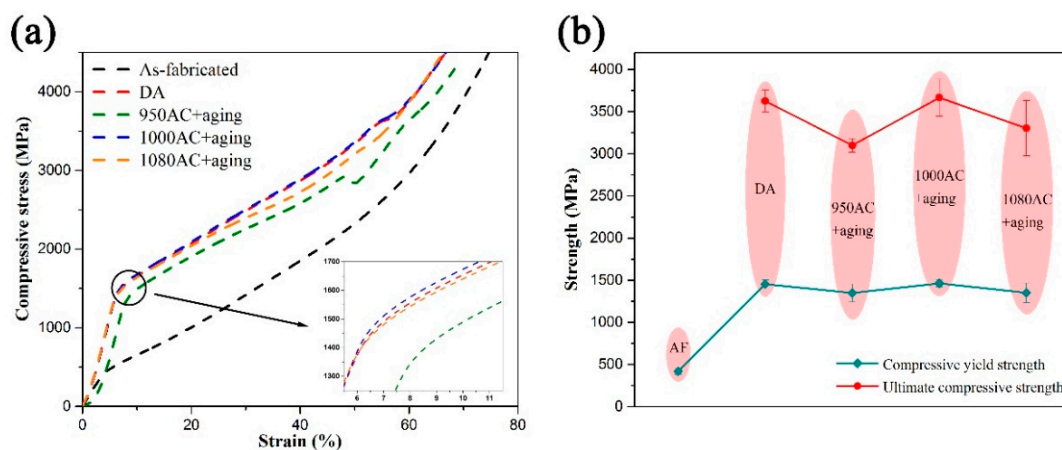 (a)
4000
3000
2000
1000
0
Compressive stress (MPa)
As-fabricated
DA
950AC+aging
1000AC+aging
1080AC+aging
1700
1600
1500
1400
1300
6 7 8 9 10 11
0 20 40 60 80
Strain (%)
(b)
4000
3500
3000
2500
2000
1500
1000
500
0
Strength (MPa)
AF
DA
950AC
+aging
1000AC
+aging
1080AC
+aging
Compressive yield strength
Ultimate compressive strength